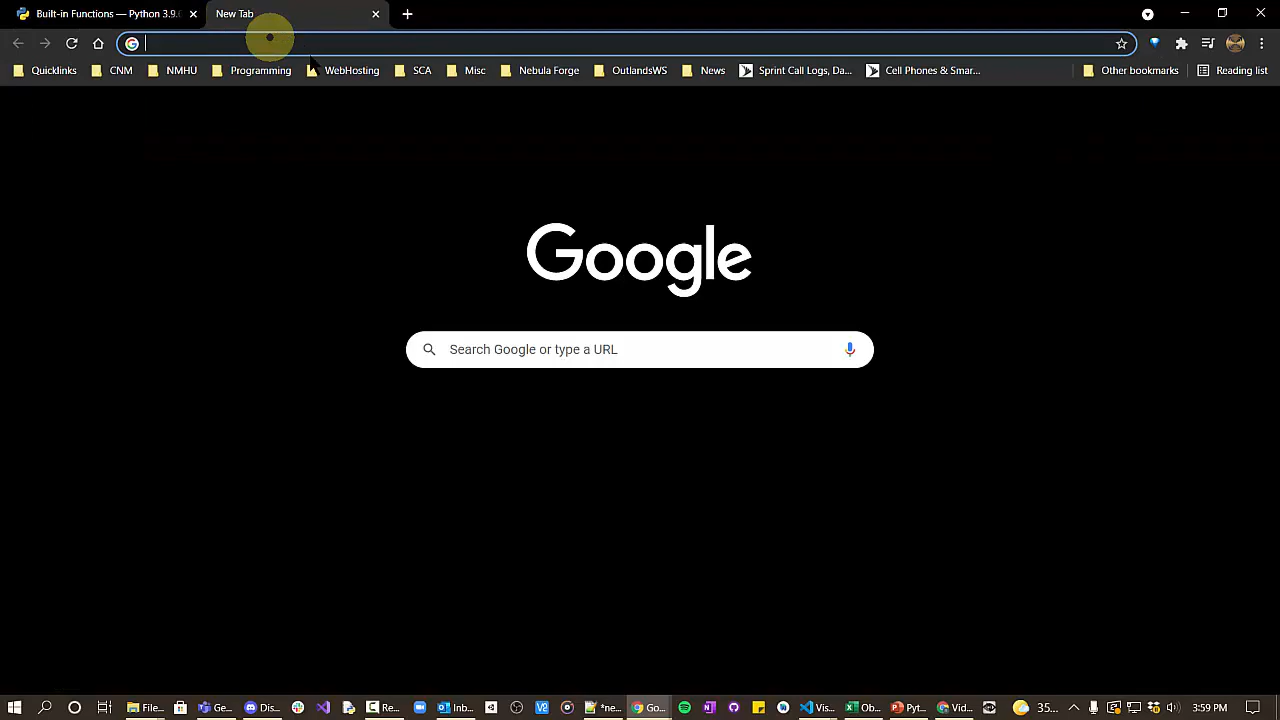 Built-in Functions — Python 3.9.
New Tab
Quicklinks CNM NMHU Programming WebHosting SCA Misc Nebula Forge OutlandsWS News Sprint Call Logs, Da... Cell Phones & Smar... Other bookmarks Reading list
Google
Search Google or type a URL
File... Ge... Dis... Re... Inb... *ne... Go... Vis... Ob... Pyt... Vid... 35... 3:59 PM